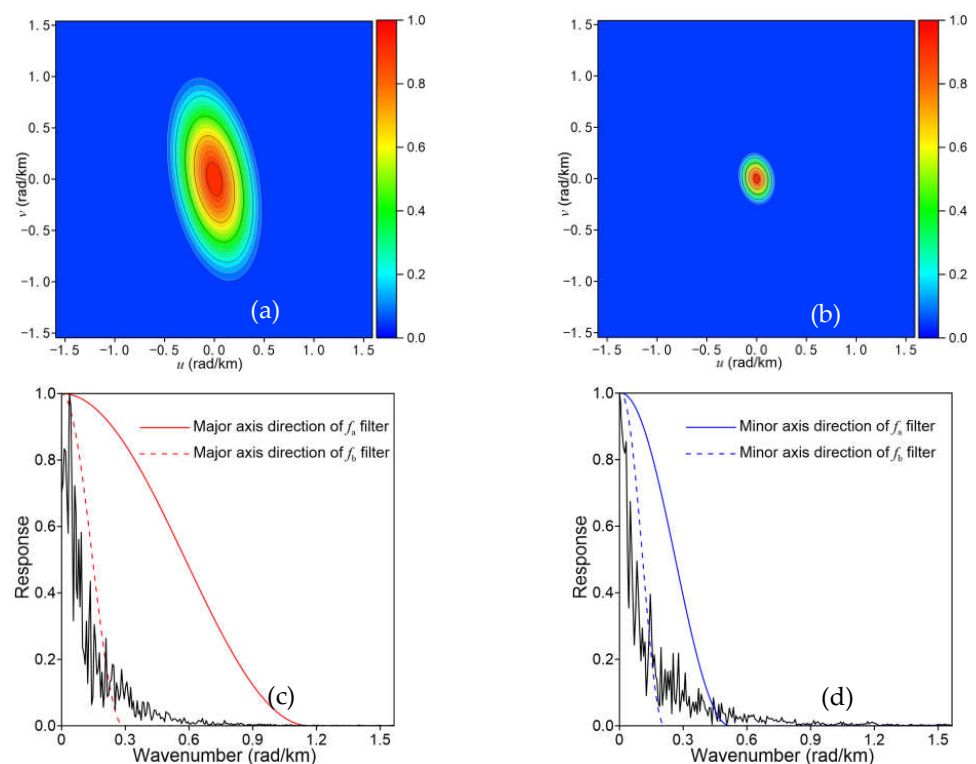 1.5
1.0
0.5
0.0
−0.5
−1.0
−1.5
v (rad/km)
−1.5 −1.0 −0.5 0.0 0.5 1.0 1.5
u (rad/km)
1.0
0.8
0.6
0.4
0.2
0.0
(a)
1.5
1.0
0.5
0.0
−0.5
−1.0
−1.5
v (rad/km)
−1.5 −1.0 −0.5 0.0 0.5 1.0 1.5
u (rad/km)
1.0
0.8
0.6
0.4
0.2
0.0
(b)
1.0
0.8
0.6
0.4
0.2
0.0
Response
Major axis direction of fa filter
Major axis direction of fb filter
(c)
0 0.3 0.6 0.9 1.2 1.5
Wavenumber (rad/km)
1.0
0.8
0.6
0.4
0.2
0.0
Response
Minor axis direction of fa filter
Minor axis direction of fb filter
(d)
0 0.3 0.6 0.9 1.2 1.5
Wavenumber (rad/km)